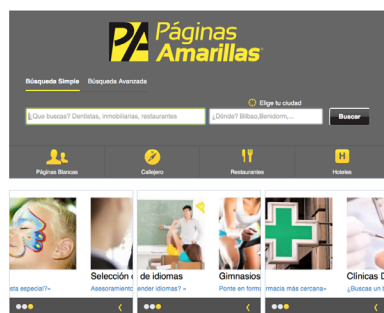 PA Páginas
Amarillas
Búsqueda Simple Búsqueda Avanzada
Elige tu ciudad
¿Que buscas? Dentistas, inmobiliarias, restaurantes
¿Dónde? Bilbao,Benidorm,...
Buscar
Páginas Blancas
Callejero
Restaurantes
H
Hoteles
Selección
de idiomas
Gimnasios
Clínicas D
sta especial?»
Asesoramiento
ender idiomas? »
Ponte en forma
rmacia más cercana»
¿Buscas un